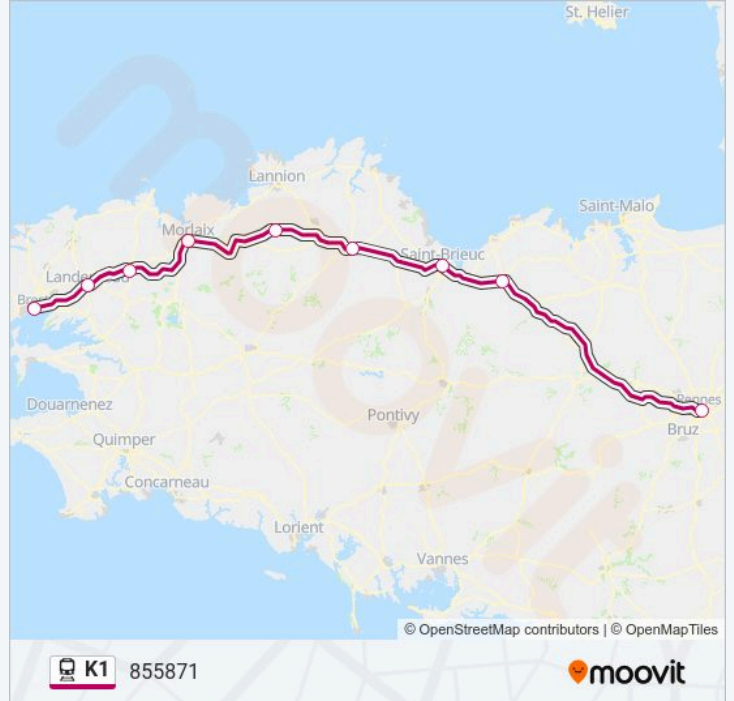 St. Helier
Lannion
Saint-Malo
Morlaix
Saint-Brieuc
Rennes
Douarnenez
Pontivy
Bruz
Quimper
Concarneau
Lorient
Vannes
© OpenStreetMap contributors | © OpenMapTiles
K1 855871
moovit